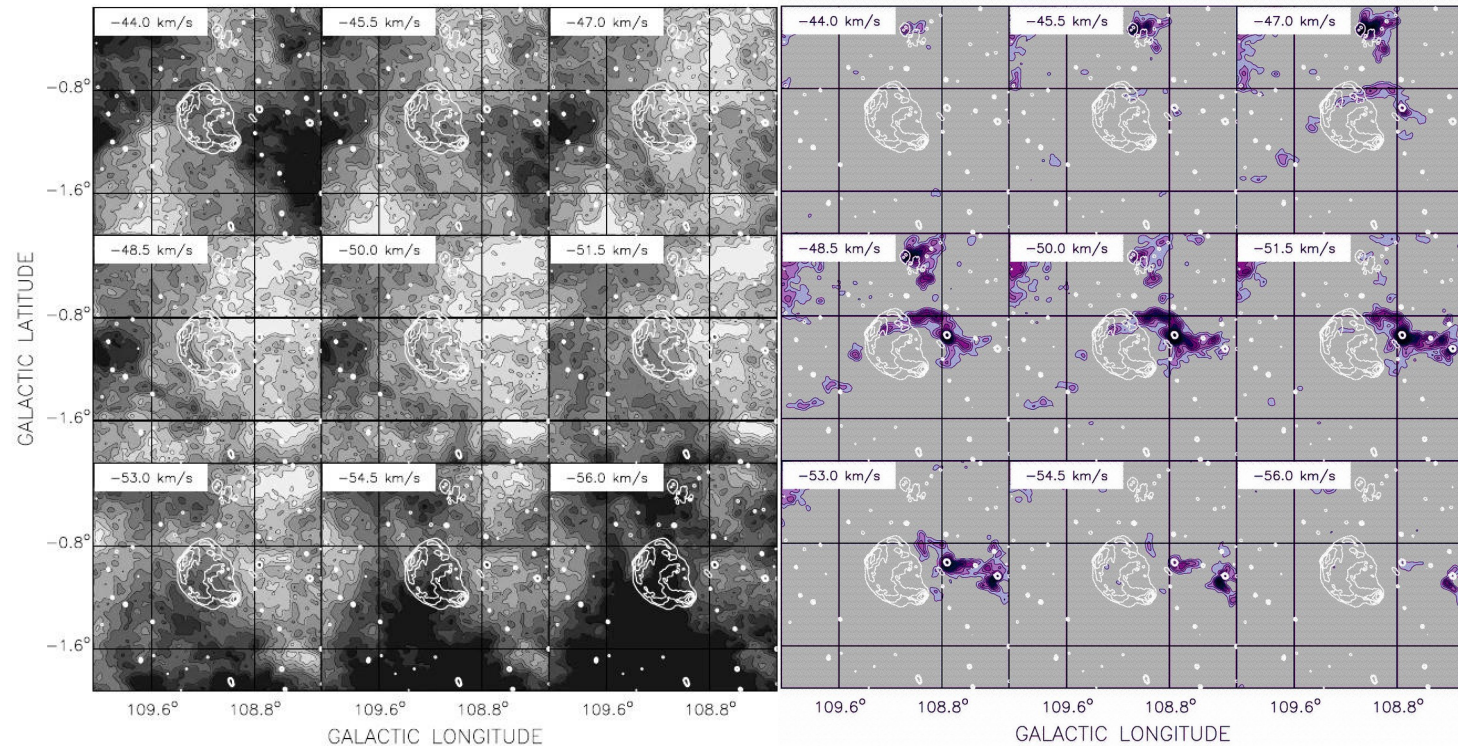 −44.0 km/s −45.5 km/s −47.0 km/s −44.0 km/s −45.5 km/s −47.0 km/s
−0.8°
−1.6°
−48.5 km/s −50.0 km/s −51.5 km/s −48.5 km/s −50.0 km/s −51.5 km/s
GALACTIC LATITUDE
−0.8°
−1.6°
−53.0 km/s −54.5 km/s −56.0 km/s −53.0 km/s −54.5 km/s −56.0 km/s
−0.8°
−1.6°
109.6° 108.8° 109.6° 108.8° 109.6° 108.8° 109.6° 108.8° 109.6° 108.8° 109.6° 108.8°
GALACTIC LONGITUDE GALACTIC LONGITUDE